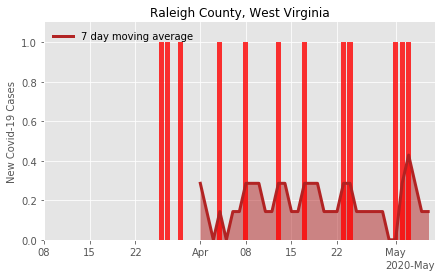 Raleigh County, West Virginia
7 day moving average
New Covid-19 Cases
1.0
0.8
0.6
0.4
0.2
0.0
08 15 22 Apr 08 15 22 May
2020-May